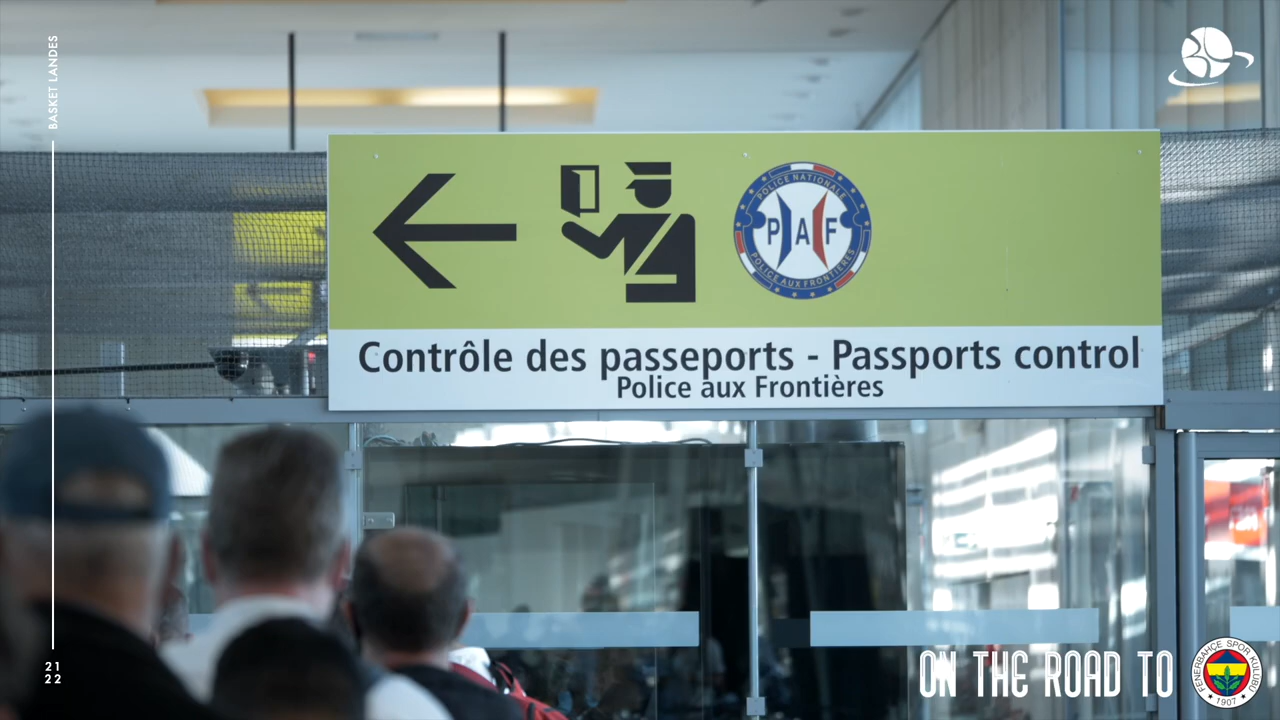 BASKET LANDES
POLICE NATIONALE
PAF
POLICE AUX FRONTIÈRES
Contrôle des passeports - Passports control
Police aux Frontières
21
22
ON THE ROAD TO
FENERBAHÇE SPOR KULÜBÜ
1907